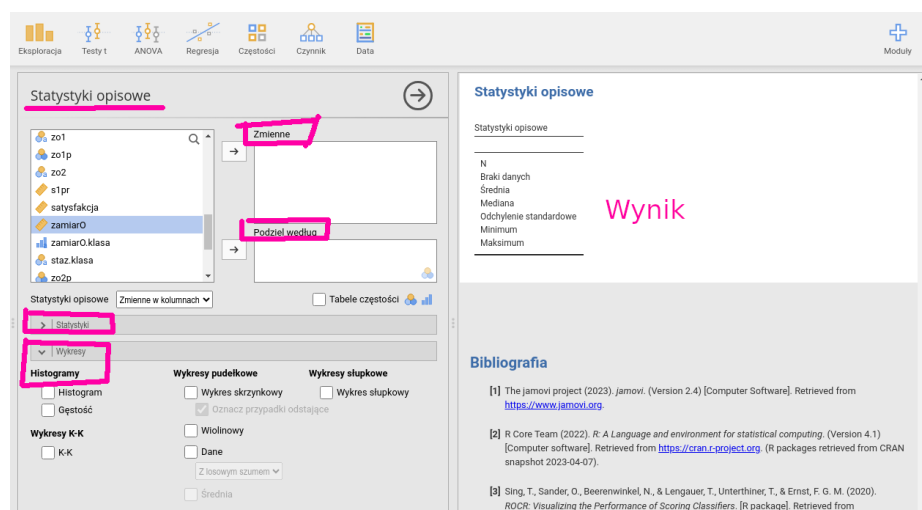 Eksploracja Testy t ANOVA Regresja Częstości Czynnik Data Moduły
Statystyki opisowe
zo1
zo1p
zo2
s1pr
satysfakcja
zamiarO
zamiarO.klasa
staz.klasa
zo2p
Zmienne
Podziel według
Statystyki opisowe Zmienne w kolumnach Tabele częstości
Statystyki
Wykresy
Histogramy Wykresy pudełkowe Wykresy słupkowe
Histogram Wykres skrzynkowy Wykres słupkowy
Gęstość Oznacz przypadki odstające
Wykresy K-K Wiolinowy
K-K Dane
Z losowym szumem
Średnia
Statystyki opisowe
Statystyki opisowe
N
Braki danych
Średnia
Mediana
Odchylenie standardowe
Minimum
Maksimum
Wynik
Bibliografia
[1] The jamovi project (2023). jamovi. (Version 2.4) [Computer Software]. Retrieved from
https://www.jamovi.org.
[2] R Core Team (2022). R: A Language and environment for statistical computing. (Version 4.1)
[Computer software]. Retrieved from https://cran.r-project.org. (R packages retrieved from CRAN
snapshot 2023-04-07).
[3] Sing, T., Sander, O., Beerenwinkel, N., & Lengauer, T., Unterthiner, T., & Ernst, F. G. M. (2020).
ROCR: Visualizing the Performance of Scoring Classifiers. [R package]. Retrieved from